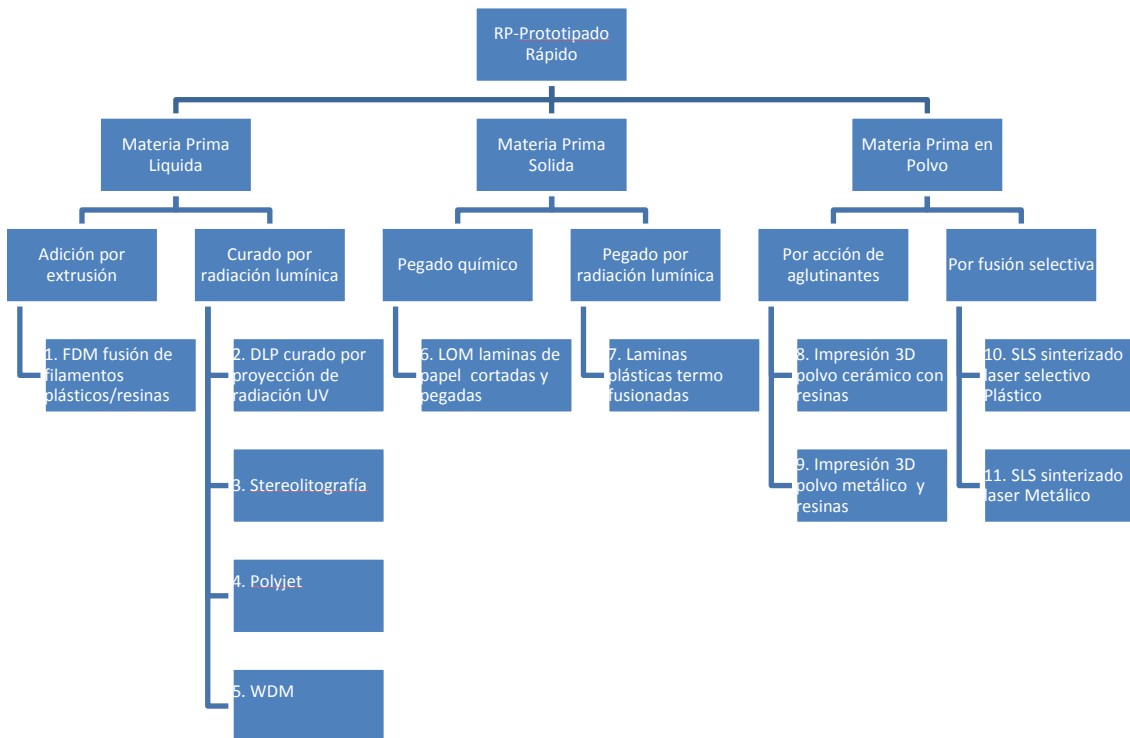 RP-Prototipado
Rápido
Materia Prima
Liquida
Materia Prima
Solida
Materia Prima en
Polvo
Adición por
extrusión
Curado por
radiación lumínica
Pegado químico
Pegado por
radiación lumínica
Por acción de
aglutinantes
Por fusión selectiva
1. FDM fusión de
filamentos
plásticos/resinas
2. DLP curado por
proyección de
radiación UV
3. Stereolitografía
4. Polyjet
5. WDM
6. LOM laminas de
papel cortadas y
pegadas
7. Laminas
plásticas termo
fusionadas
8. Impresión 3D
polvo cerámico con
resinas
9. Impresión 3D
polvo metálico y
resinas
10. SLS sinterizado
laser selectivo
Plástico
11. SLS sinterizado
laser Metálico